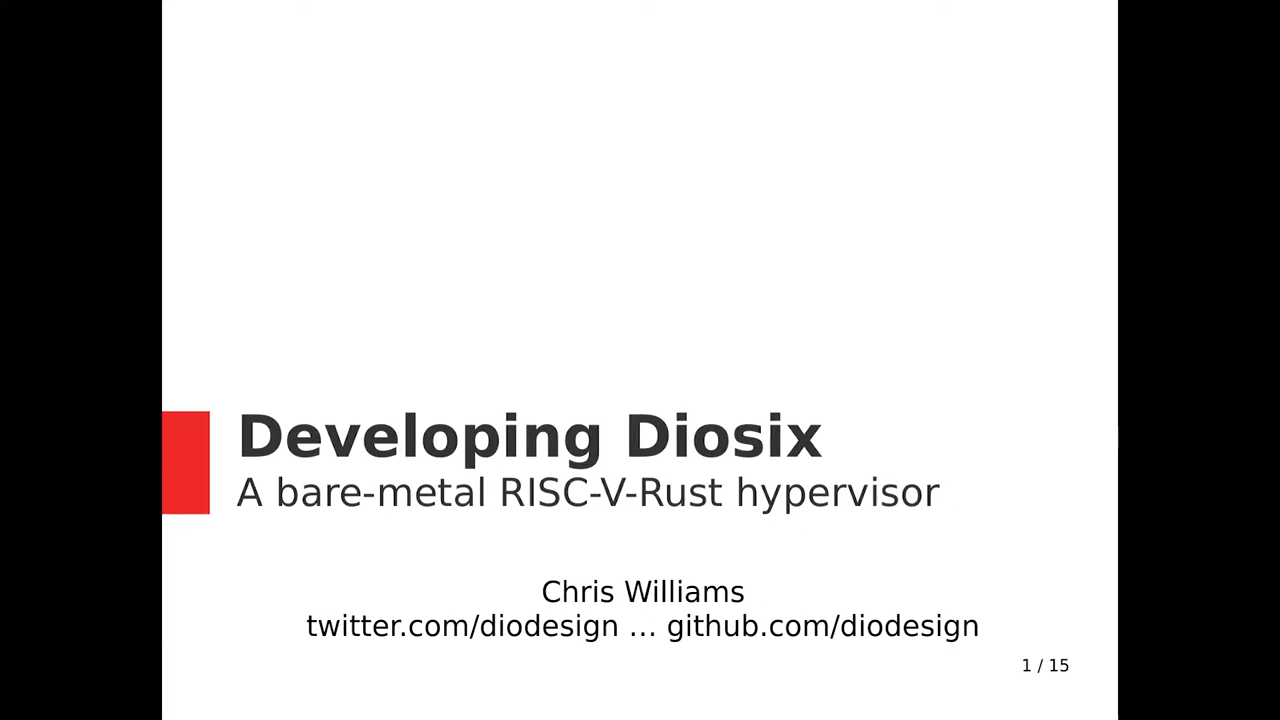 Developing Diosix
A bare-metal RISC-V-Rust hypervisor
Chris Williams
twitter.com/diodesign ... github.com/diodesign
1 / 15